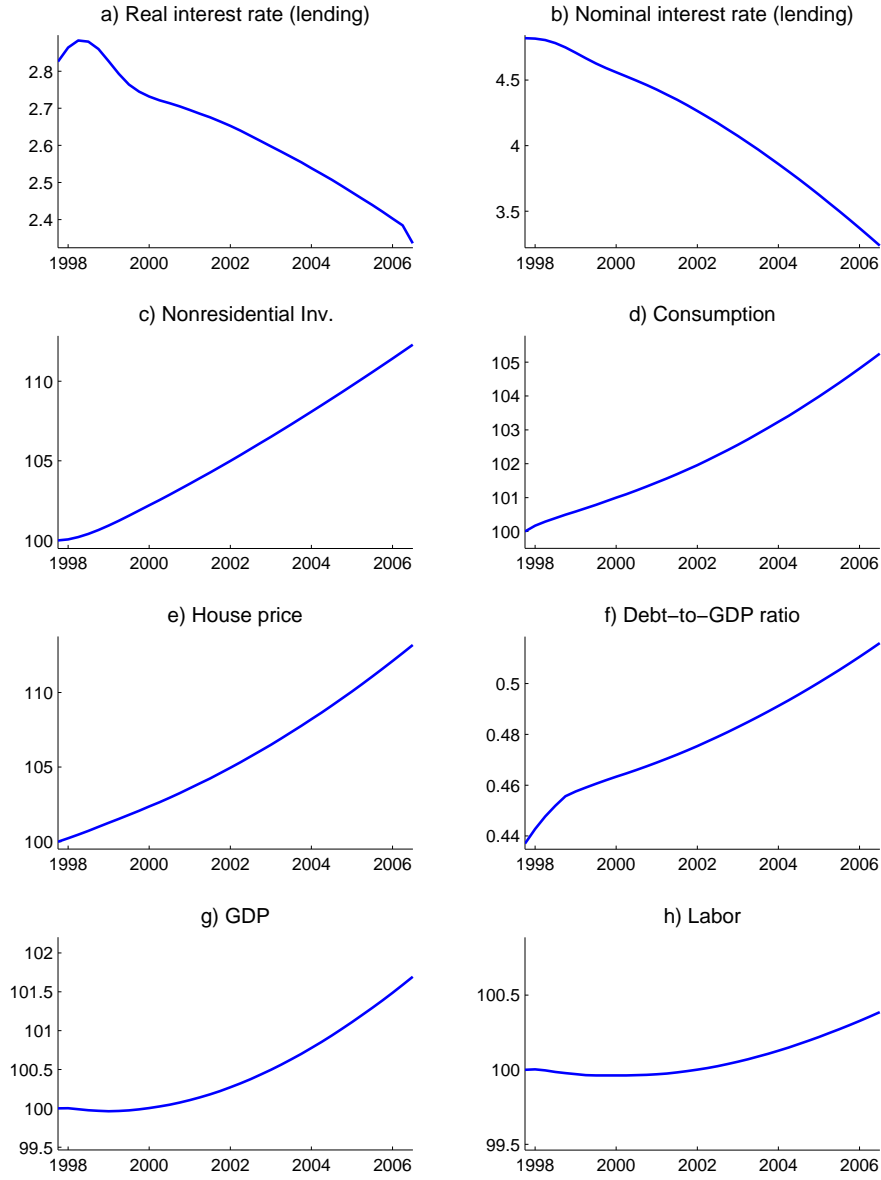 a) Real interest rate (lending)
2.8
2.7
2.6
2.5
2.4
1998 2000 2002 2004 2006
b) Nominal interest rate (lending)
4.5
4
3.5
1998 2000 2002 2004 2006
c) Nonresidential Inv.
110
105
100
1998 2000 2002 2004 2006
d) Consumption
105
104
103
102
101
100
1998 2000 2002 2004 2006
e) House price
110
105
100
1998 2000 2002 2004 2006
f) Debt−to−GDP ratio
0.5
0.48
0.46
0.44
1998 2000 2002 2004 2006
g) GDP
102
101.5
101
100.5
100
99.5
1998 2000 2002 2004 2006
h) Labor
100.5
100
99.5
1998 2000 2002 2004 2006